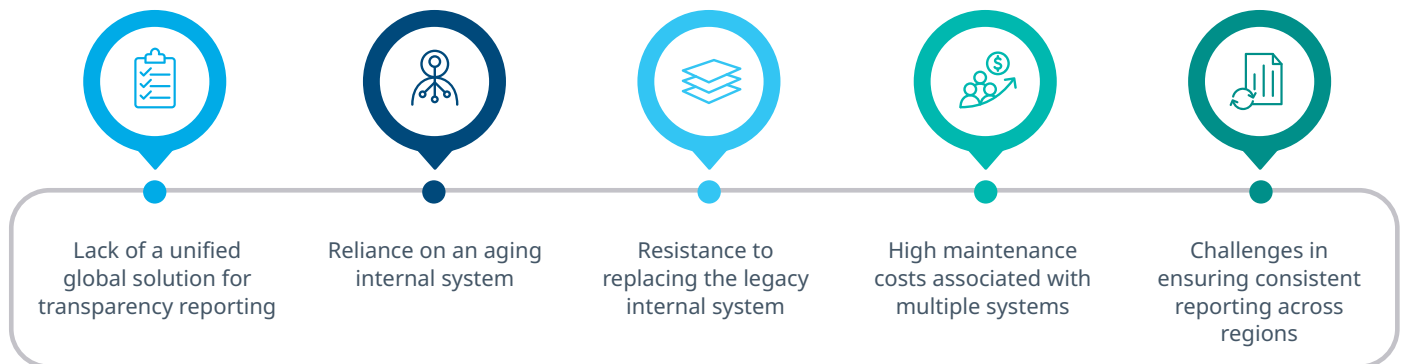 $
Lack of a unified
global solution for
transparency reporting
Reliance on an aging
internal system
Resistance to
replacing the legacy
internal system
High maintenance
costs associated with
multiple systems
Challenges in
ensuring consistent
reporting across
regions